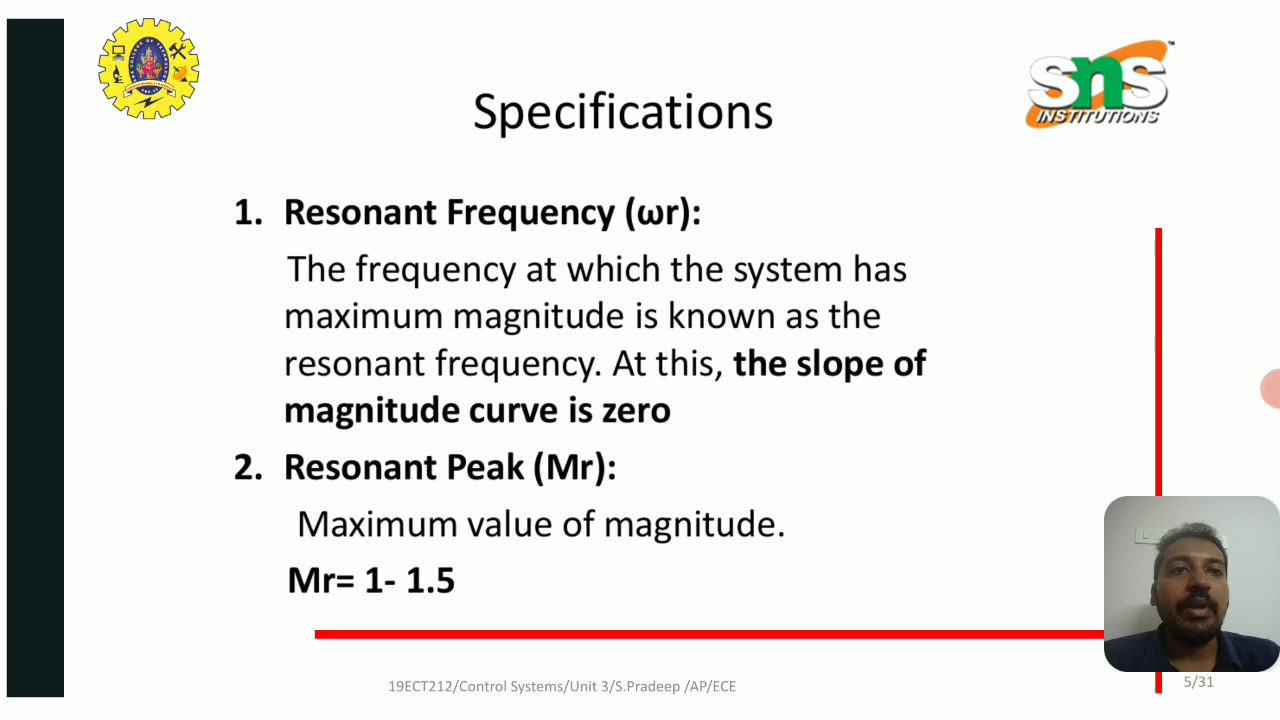 SNS
INSTITUTIONS
TM
Specifications
1. Resonant Frequency (ωr):
The frequency at which the system has
maximum magnitude is known as the
resonant frequency. At this, the slope of
magnitude curve is zero
2. Resonant Peak (Mr):
Maximum value of magnitude.
Mr= 1- 1.5
19ECT212/Control Systems/Unit 3/S.Pradeep /AP/ECE
5/31